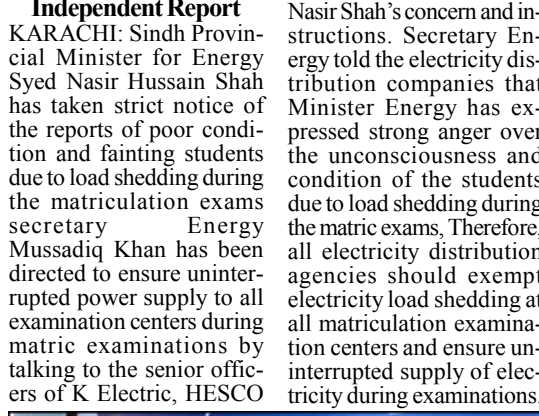 Independent Report
KARACHI: Sindh Provin-
cial Minister for Energy
Syed Nasir Hussain Shah
has taken strict notice of
the reports of poor condi-
tion and fainting students
due to load shedding during
the matriculation exams
secretary Energy
Mussadiq Khan has been
directed to ensure uninter-
rupted power supply to all
examination centers during
matric examinations by
talking to the senior offic-
ers of K Electric, HESCO
Nasir Shah's concern and in-
structions. Secretary En-
ergy told the electricity dis-
tribution companies that
Minister Energy has ex-
pressed strong anger over
the unconsciousness and
condition of the students
due to load shedding during
the matric exams, Therefore,
all electricity distribution
agencies should exempt
electricity load shedding at
all matriculation examina-
tion centers and ensure un-
interrupted supply of elec-
tricity during examinations.